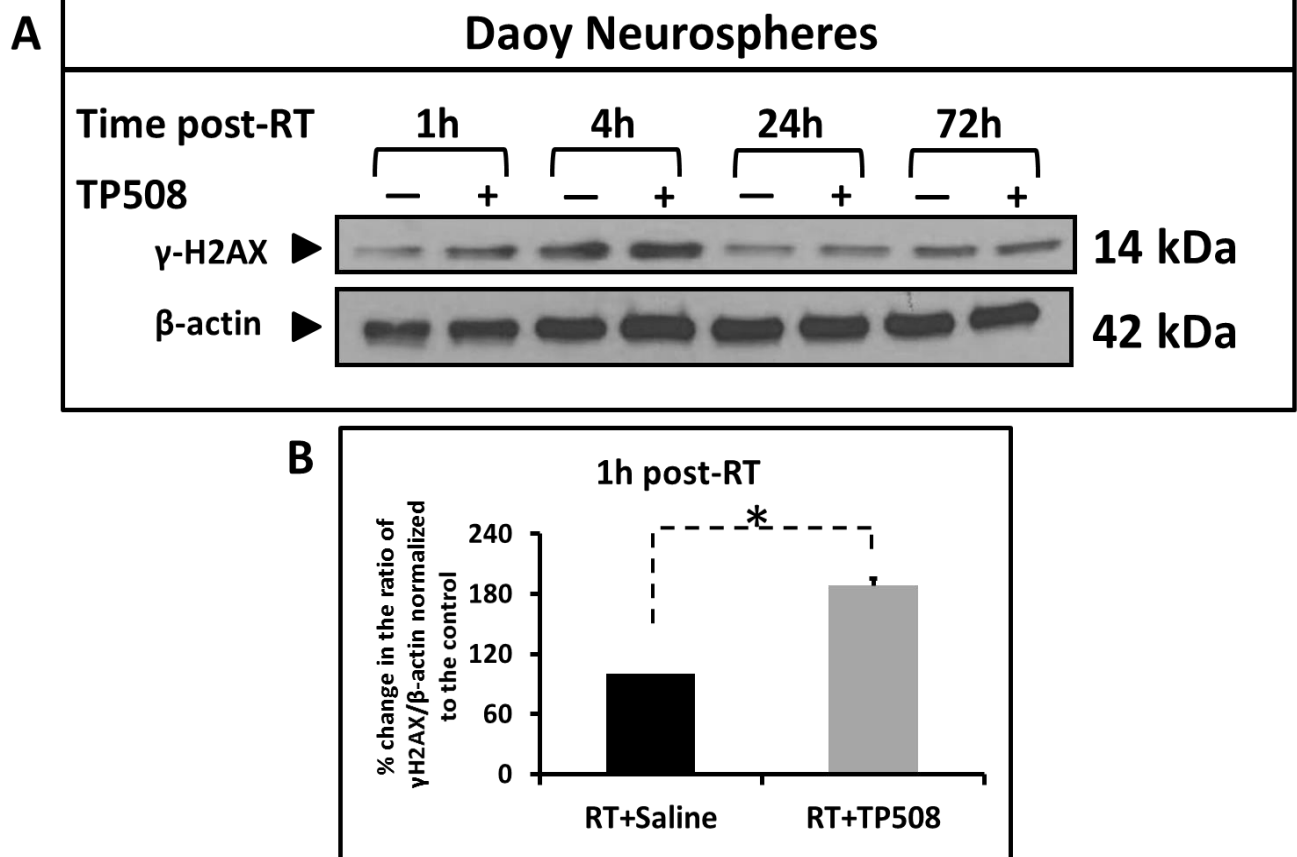 A
Daoy Neurospheres
Time post-RT 1h 4h 24h 72h
TP508 — + — + — + — +
γ-H2AX 14 kDa
β-actin 42 kDa
B
1h post-RT
*
% change in the ratio of
γH2AX/β-actin normalized
to the control
240
180
120
60
0
RT+Saline RT+TP508